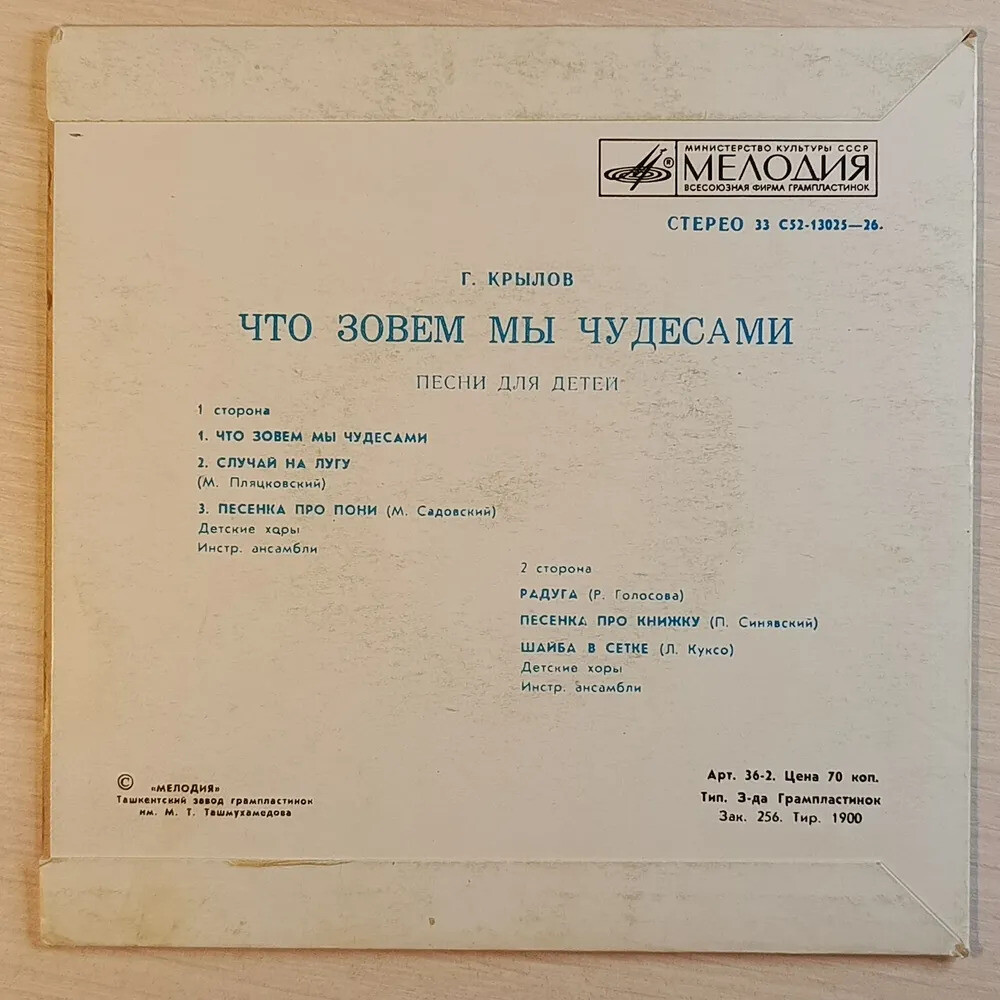 МИНИСТЕРСТВО КУЛЬТУРЫ СССР
® МЕЛОДИЯ
ВСЕСОЮЗНАЯ ФИРМА ГРАМПЛАСТИНОК
СТЕРЕО 33 С52-13025—26.
Г. КРЫЛОВ
ЧТО ЗОВЕМ МЫ ЧУДЕСАМИ
ПЕСНИ ДЛЯ ДЕТЕЙ
1 сторона
1. ЧТО ЗОВЕМ МЫ ЧУДЕСАМИ
2. СЛУЧАЙ НА ЛУГУ
(М. Пляцковский)
3. ПЕСЕНКА ПРО ПОНИ (М. Садовский)
Детские хоры
Инстр. ансамбли
2 сторона
РАДУГА (Р. Голосова)
ПЕСЕНКА ПРО КНИЖКУ (П. Синявский)
ШАЙБА В СЕТКЕ (Л. Куксо)
Детские хоры
Инстр. ансамбли
© «МЕЛОДИЯ»
Ташкентский завод грампластинок
им. М. Т. Ташмухамедова
Арт. 36-2. Цена 70 коп.
Тип. З-да Грампластинок
Зак. 256. Тир. 1900